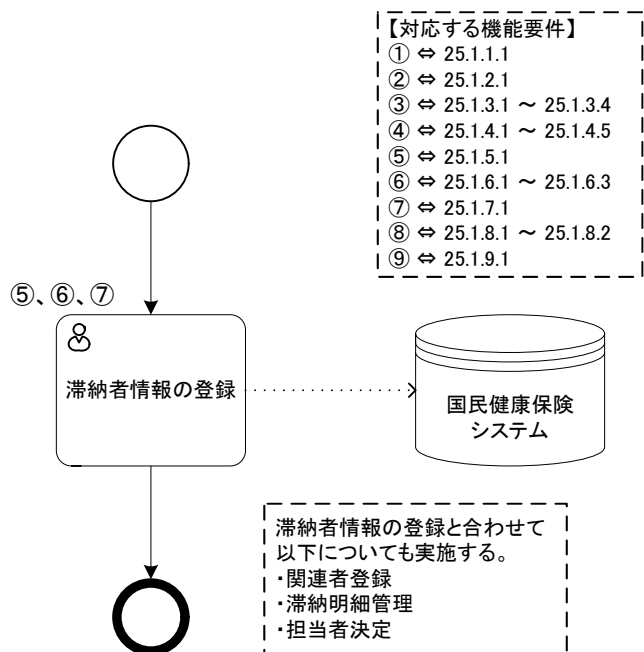 【対応する機能要件】
① ⇔ 25.1.1.1
② ⇔ 25.1.2.1
③ ⇔ 25.1.3.1 ～ 25.1.3.4
④ ⇔ 25.1.4.1 ～ 25.1.4.5
⑤ ⇔ 25.1.5.1
⑥ ⇔ 25.1.6.1 ～ 25.1.6.3
⑦ ⇔ 25.1.7.1
⑧ ⇔ 25.1.8.1 ～ 25.1.8.2
⑨ ⇔ 25.1.9.1
⑤、⑥、⑦
滞納者情報の登録
国民健康保険
システム
滞納者情報の登録と合わせて
以下についても実施する。
・関連者登録
・滞納明細管理
・担当者決定